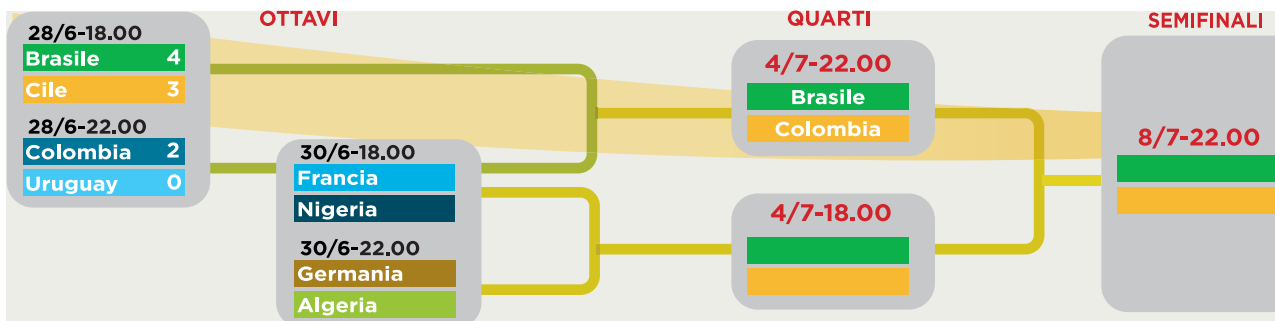 OTTAVI
28/6-18.00
Brasile 4
Cile 3
28/6-22.00
Colombia 2
Uruguay 0
30/6-18.00
Francia
Nigeria
30/6-22.00
Germania
Algeria
QUARTI
4/7-22.00
Brasile
Colombia
4/7-18.00
SEMIFINALI
8/7-22.00